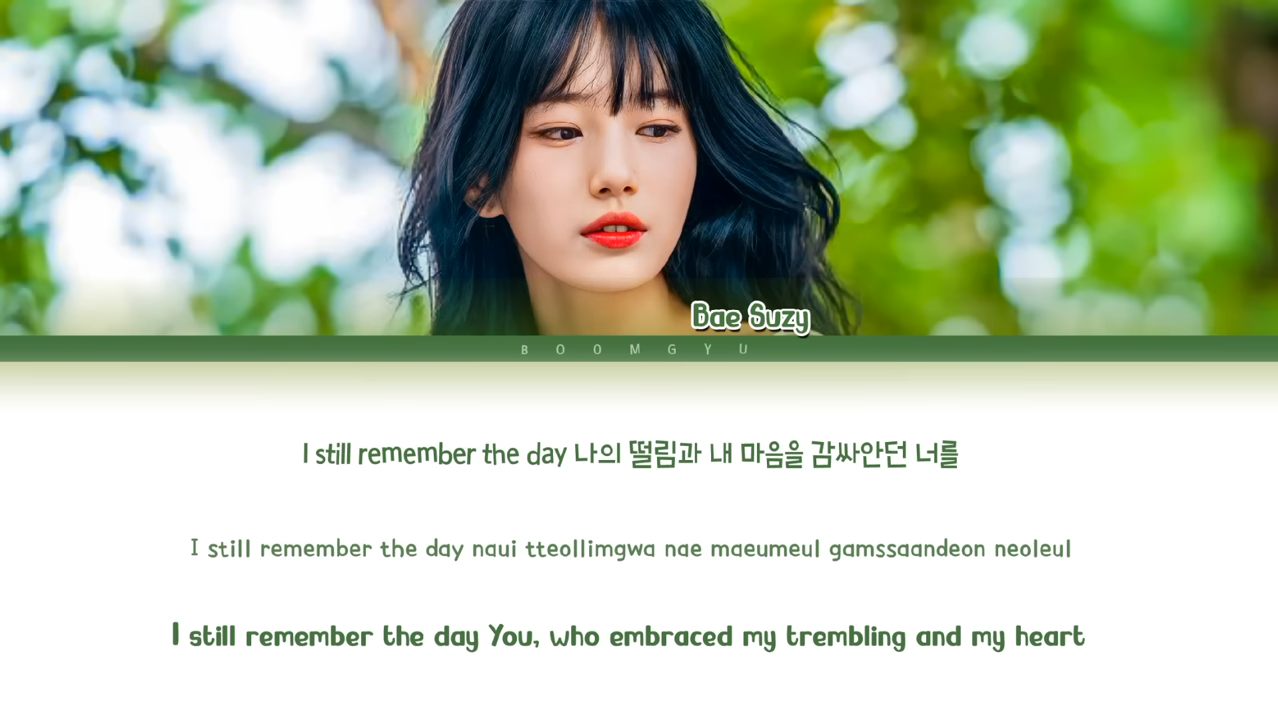 Bae Suzy
BOOMGYU
I still remember the day 나의 떨림과 내 마음을 감싸안던 너를
I still remember the day naui tteollimgwa nae maeumeul gamssaandeon neoleul
I still remember the day You, who embraced my trembling and my heart